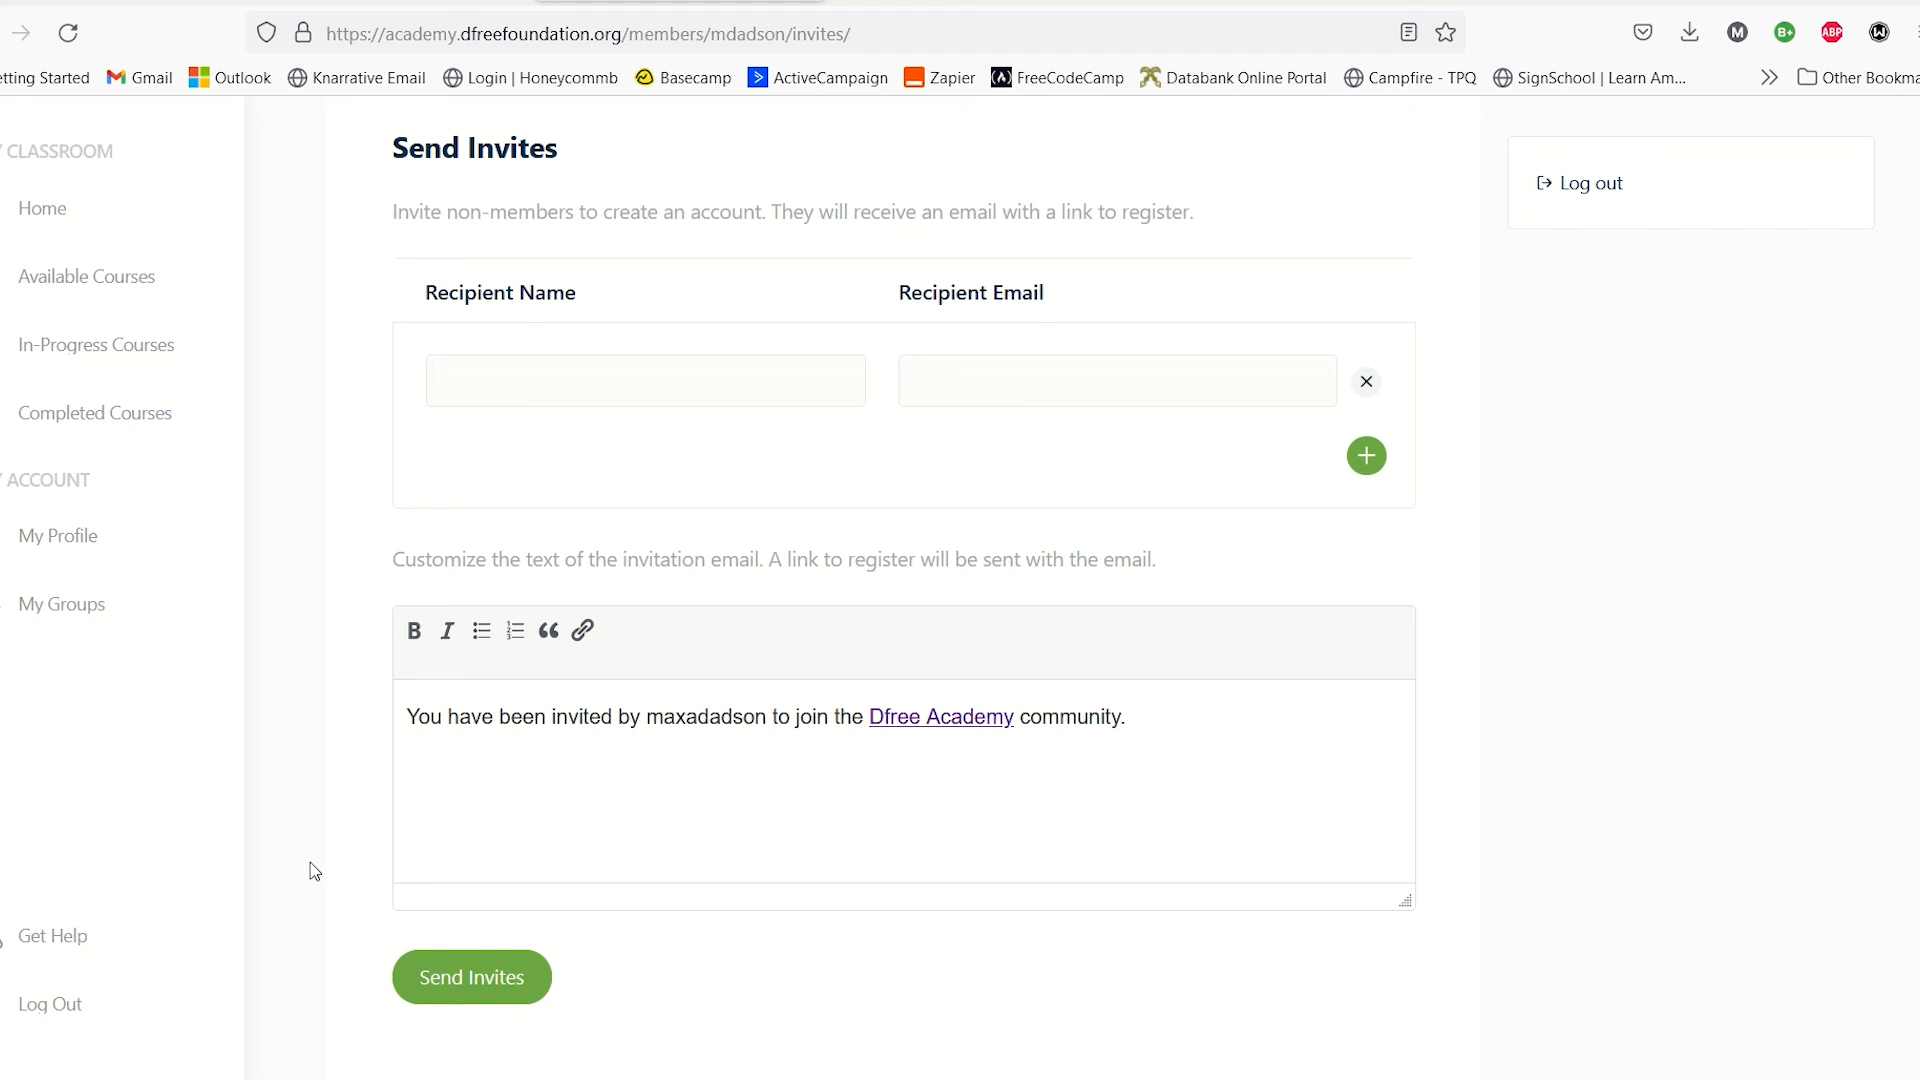 https://academy.dfreefoundation.org/members/mdadson/invites/
M
B+
ABP
etting Started
Gmail
Outlook
Knarrative Email
Login | Honeycommb
Basecamp
ActiveCampaign
Zapier
FreeCodeCamp
Databank Online Portal
Campfire - TPQ
SignSchool | Learn Am...
Other Bookma
CLASSROOM
Home
Available Courses
In-Progress Courses
Completed Courses
ACCOUNT
My Profile
My Groups
Get Help
Log Out
Send Invites
Invite non-members to create an account. They will receive an email with a link to register.
Recipient Name
Recipient Email
Customize the text of the invitation email. A link to register will be sent with the email.
You have been invited by maxadadson to join the Dfree Academy community.
Send Invites
Log out